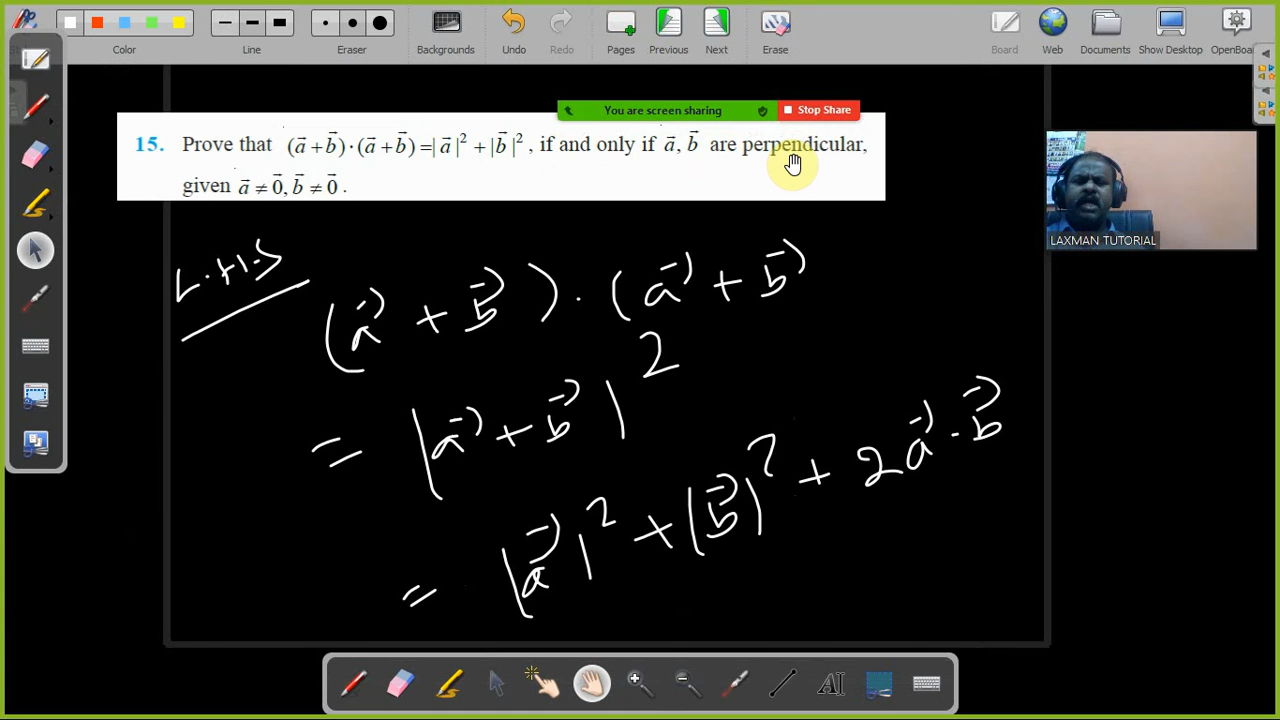 Color
Line
Eraser
Backgrounds
Undo
Redo
Pages
Previous
Next
Erase
Board
Web
Documents
Show Desktop
OpenBoa
You are screen sharing
Stop Share
15. Prove that (a⃗ + b⃗)·(a⃗ + b⃗) = |a⃗|² + |b⃗|², if and only if a⃗, b⃗ are perpendicular,
given a⃗ ≠ 0⃗, b⃗ ≠ 0⃗.
LAXMAN TUTORIAL
L.H.S
(a⃗ + b⃗) · (a⃗ + b⃗)
= |a⃗ + b⃗|²
= |a⃗|² + |b⃗|² + 2a⃗·b⃗
AI